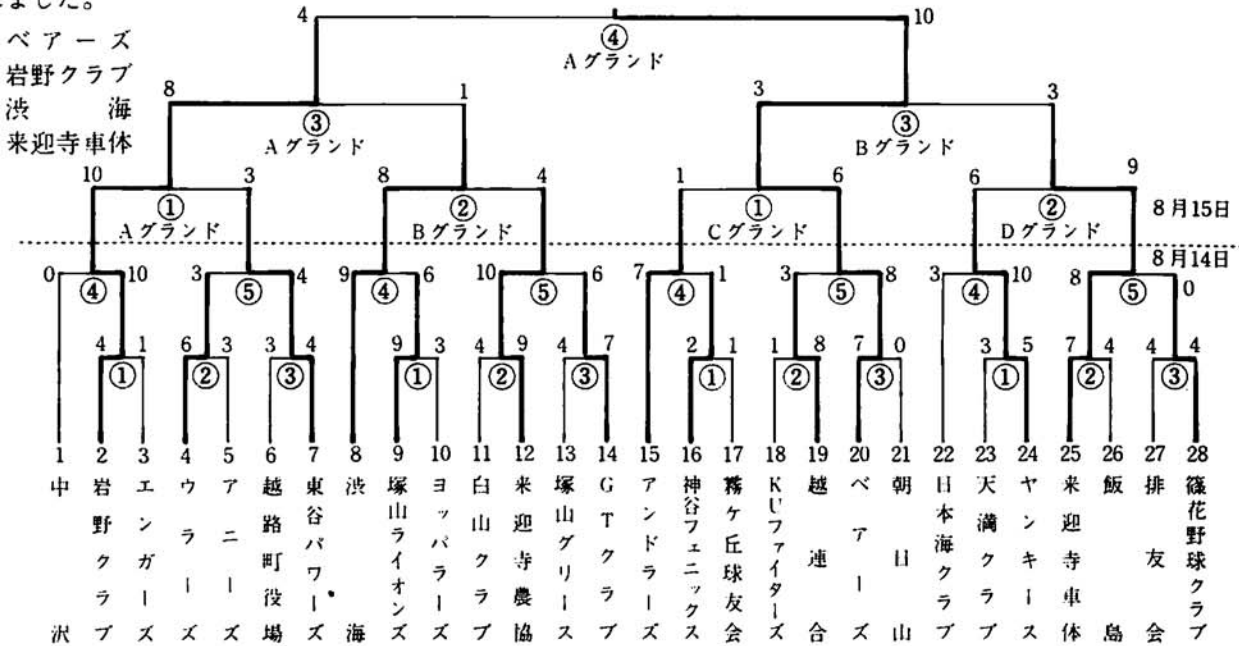 ました。
ベアーズ
岩野クラブ
渋海
来迎寺車体
4 10
④
Aグランド
8 1 3 3
③ ③
Aグランド Bグランド
10 3 8 4 1 6 6 9
① ② ① ②
Aグランド Bグランド Cグランド Dグランド
8月15日
8月14日
0 10 3 4 9 6 10 6 7 1 3 8 3 10 8 0
④ ⑤ ④ ⑤ ④ ⑤ ④ ⑤
4 1 6 3 3 4 9 3 4 9 4 7 2 1 1 8 7 0 3 5 7 4 4 4
① ② ③ ① ② ③ ① ② ③ ① ② ③
1 中沢
2 岩野クラブ
3 エンガーズ
4 ウラーズ
5 アニーズ
6 越路町役場
7 東谷パワーズ
8 渋海
9 塚山ライオンズ
10 ヨッパラーズ
11 白山クラブ
12 来迎寺農協
13 塚山グリース
14 GTクラブ
15 アンドラーズ
16 神谷フェニックス
17 霧ケ丘球友会
18 KUファイターズ
19 越連合
20 ベアーズ
21 朝日山
22 日本海クラブ
23 天満クラブ
24 ヤンキース
25 来迎寺車体
26 飯島
27 排友会
28 篠花野球クラブ